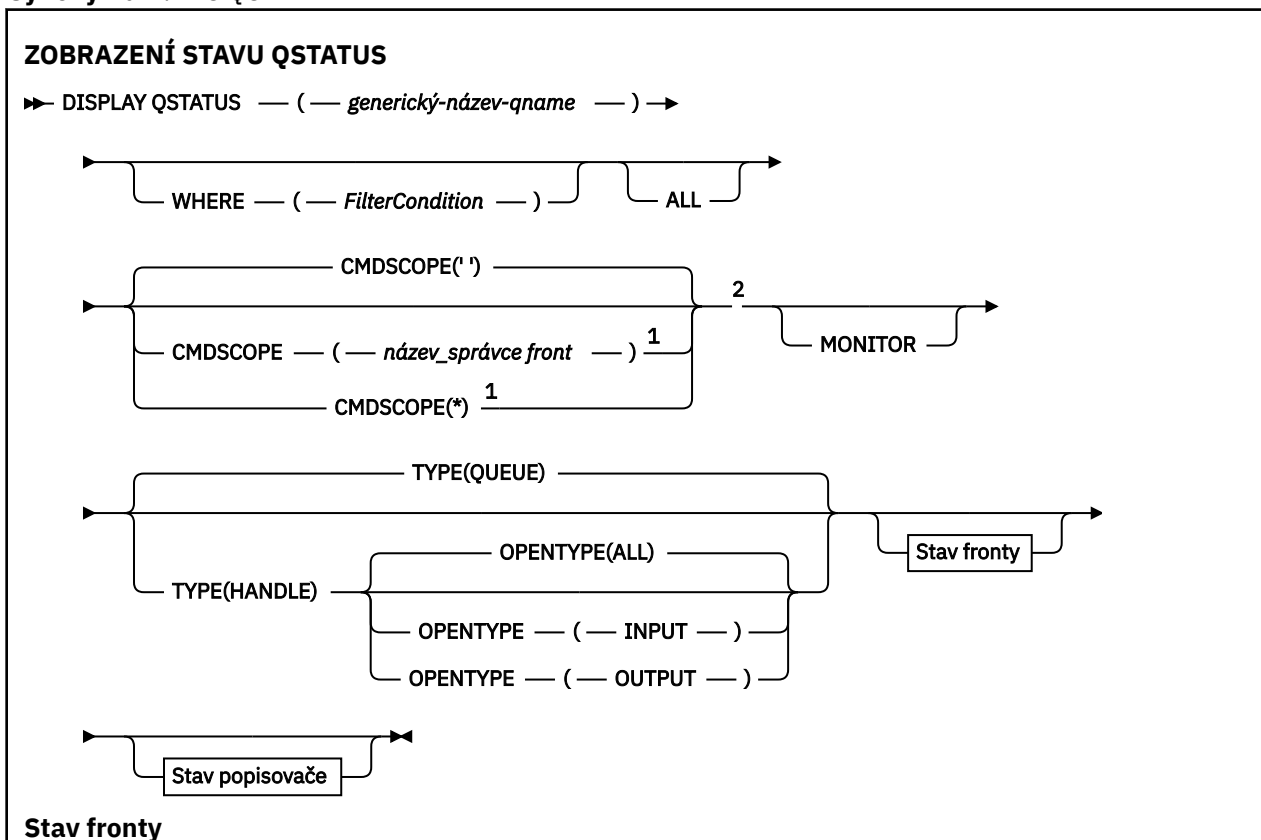 ZOBRAZENÍ STAVU QSTATUS
DISPLAY QSTATUS ( generický-název-qname )
WHERE ( FilterCondition ) ALL
CMDSCOPE(' ')
2
CMDSCOPE ( název_správce front ) 1 MONITOR
CMDSCOPE(*) 1
TYPE(QUEUE)
OPENTYPE(ALL) Stav fronty
TYPE(HANDLE)
OPENTYPE ( INPUT )
OPENTYPE ( OUTPUT )
Stav popisovače
Stav fronty